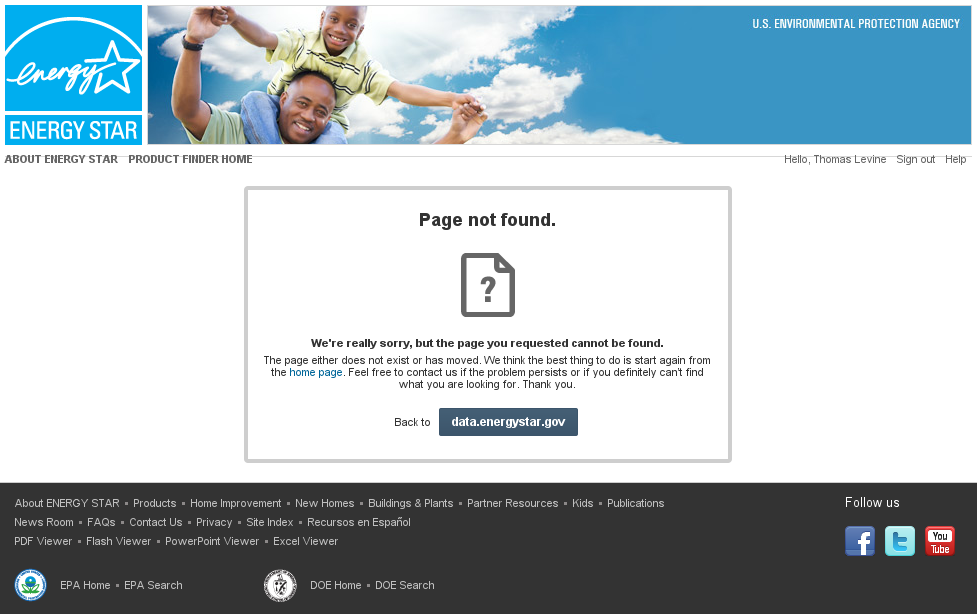 energy
ENERGY STAR
U.S. ENVIRONMENTAL PROTECTION AGENCY
ABOUT ENERGY STAR PRODUCT FINDER HOME Hello, Thomas Levine Sign out Help
Page not found.
?
We're really sorry, but the page you requested cannot be found.
The page either does not exist or has moved. We think the best thing to do is start again from
the home page. Feel free to contact us if the problem persists or if you definitely can't find
what you are looking for. Thank you.
Back to data.energystar.gov
About ENERGY STAR ▪ Products ▪ Home Improvement ▪ New Homes ▪ Buildings & Plants ▪ Partner Resources ▪ Kids ▪ Publications
News Room ▪ FAQs ▪ Contact Us ▪ Privacy ▪ Site Index ▪ Recursos en Español
PDF Viewer ▪ Flash Viewer ▪ PowerPoint Viewer ▪ Excel Viewer
EPA Home ▪ EPA Search DOE Home ▪ DOE Search
Follow us
f t You
Tube